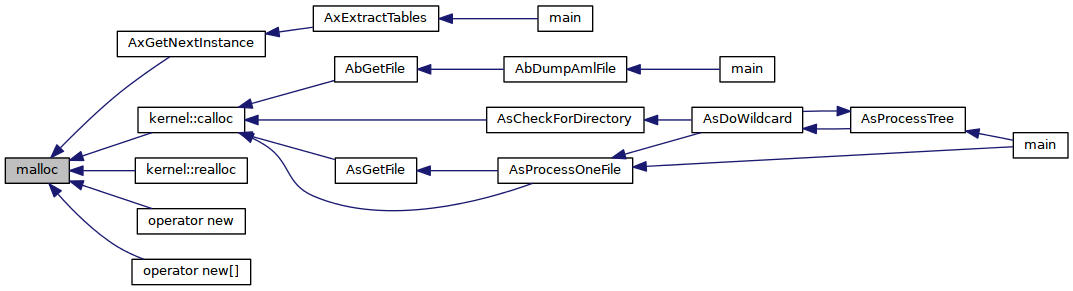 AxExtractTables
main
AxGetNextInstance
AbGetFile
AbDumpAmlFile
main
kernel::calloc
AsCheckForDirectory
AsDoWildcard
AsProcessTree
main
malloc
kernel::realloc
AsGetFile
AsProcessOneFile
operator new
operator new[]